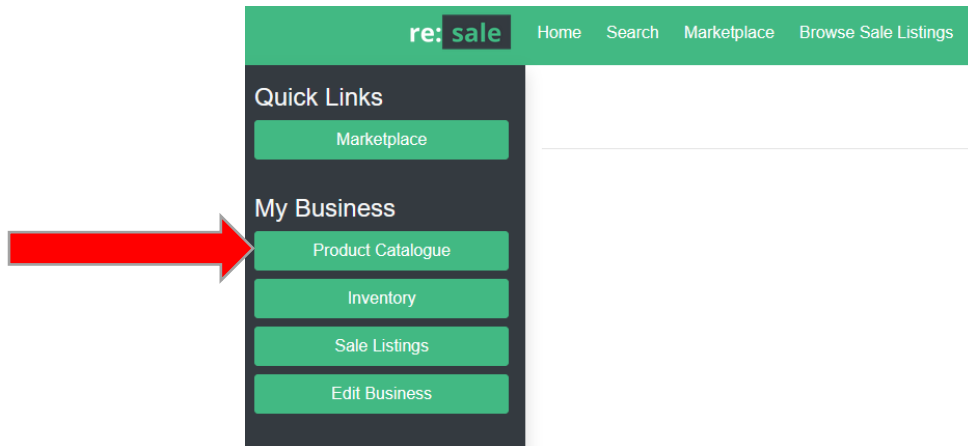 re: sale Home Search Marketplace Browse Sale Listings
Quick Links
Marketplace
My Business
Product Catalogue
Inventory
Sale Listings
Edit Business